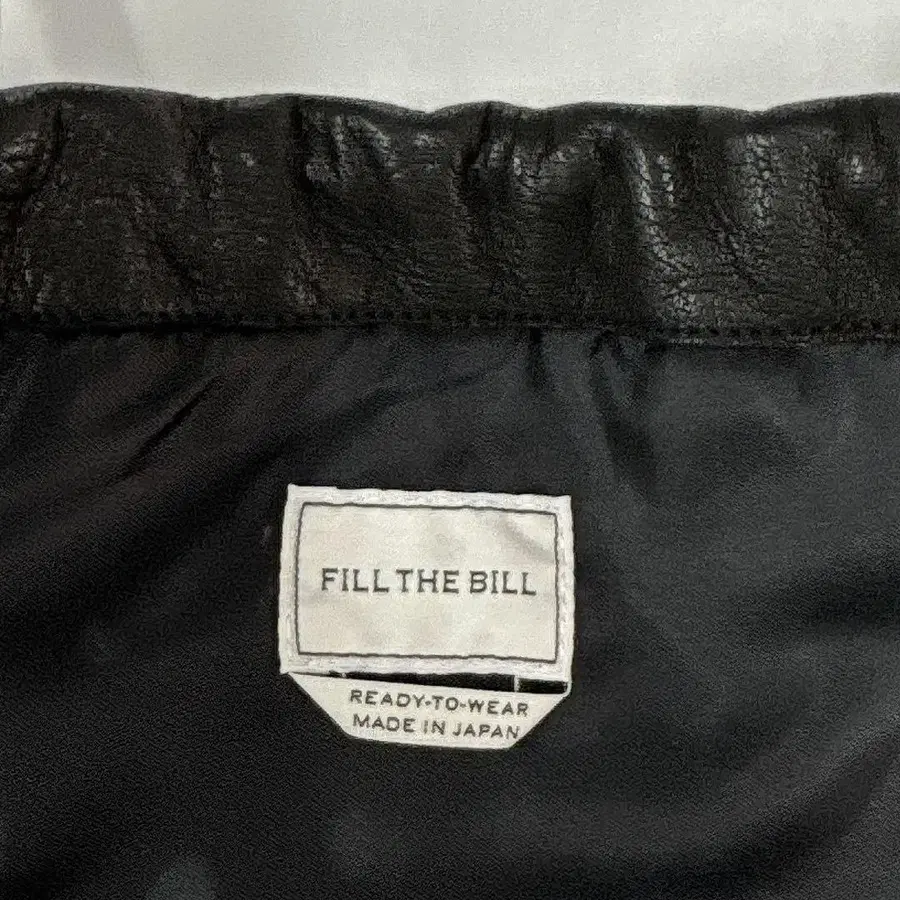 FILL THE BILL
READY-TO-WEAR
MADE IN JAPAN